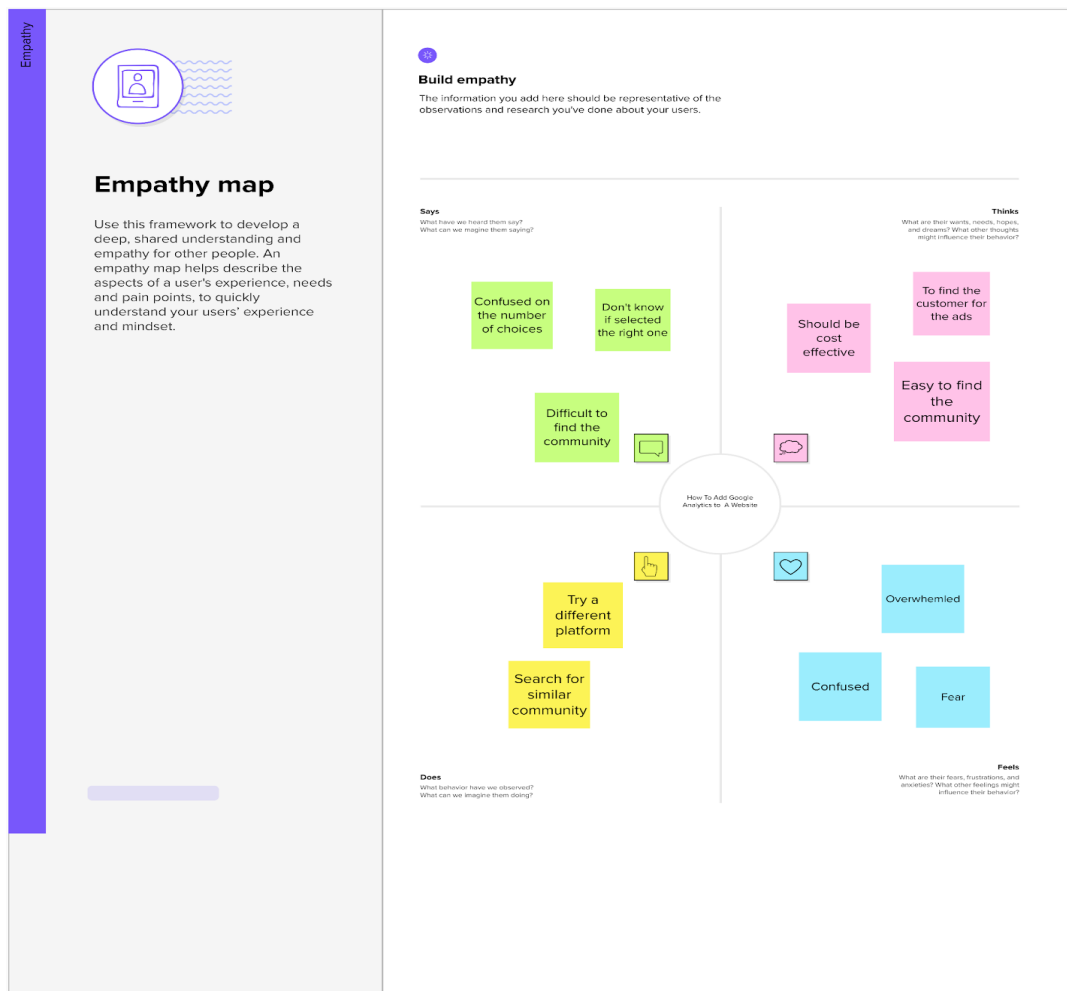 Empathy
Empathy map
Use this framework to develop a
deep, shared understanding and
empathy for other people. An
empathy map helps describe the
aspects of a user's experience, needs
and pain points, to quickly
understand your users' experience
and mindset.
Build empathy
The information you add here should be representative of the
observations and research you've done about your users.
Says
What have we heard them say?
What can we magine them saying?
Thinks
What are their wants, needs, hopes,
and dreams? What other thoughts
might influence their behavior?
Confused on
the number
of choices
Don't know
if selected
the right one
Difficult to
find the
community
Should be
cost
effective
To find the
customer for
the ads
Easy to find
the
community
How To Add Google
Analytics to A Website
Try a
different
platform
Search for
similar
community
Overwhemled
Confused
Fear
Does
What behavior have we observed?
What can we imagine them doing?
Feels
What are their fears, frustrations, and
anxieties? What other feelings might
influence their behavior?